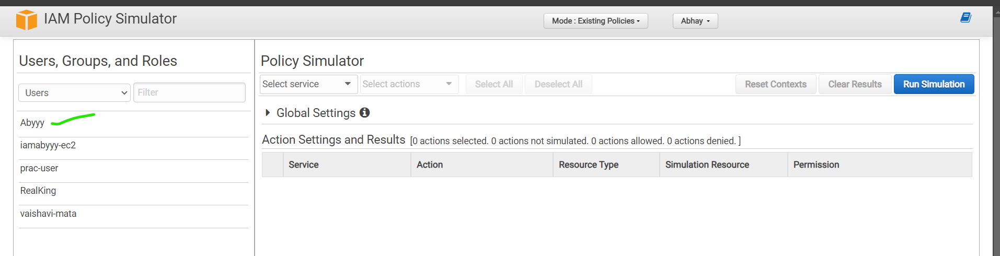 IAM Policy Simulator
Mode : Existing Policies
Abhay
Users, Groups, and Roles
Users
Filter
Abyyy
iamabyyy-ec2
prac-user
RealKing
vaishavi-mata
Policy Simulator
Select service
Select actions
Select All
Deselect All
Reset Contexts
Clear Results
Run Simulation
Global Settings
Action Settings and Results [0 actions selected. 0 actions not simulated. 0 actions allowed. 0 actions denied. ]
Service Action Resource Type Simulation Resource Permission